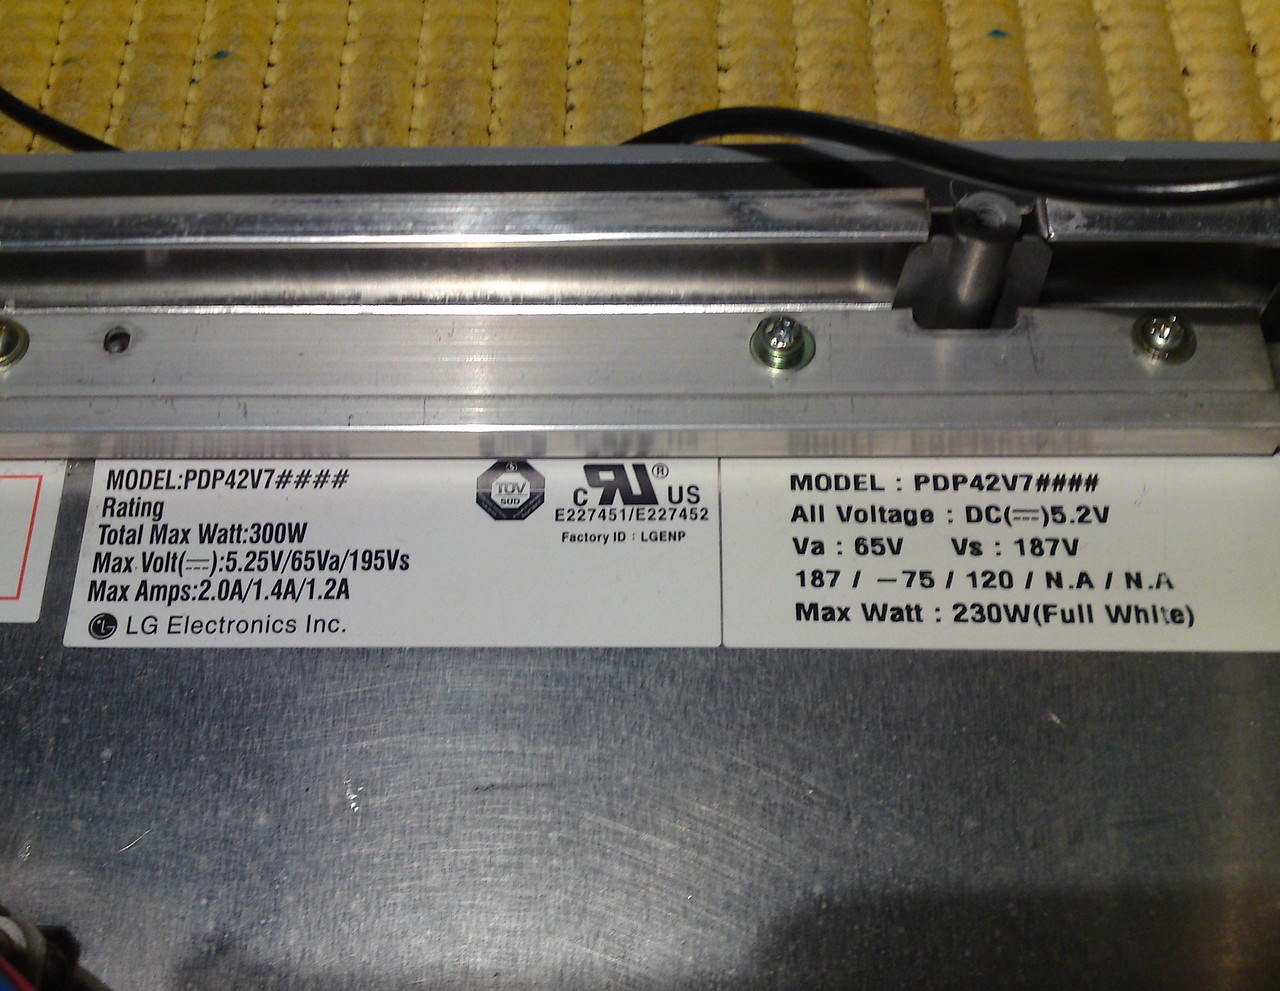 MODEL:PDP42V7####
Rating
Total Max Watt:300W
Max Volt(⎓):5.25V/65Va/195Vs
Max Amps:2.0A/1.4A/1.2A
LG Electronics Inc.
TÜV
SÜD
c RU ® US
E227451/E227452
Factory ID : LGENP
MODEL : PDP42V7####
All Voltage : DC(⎓)5.2V
Va : 65V Vs : 187V
187 / –75 / 120 / N.A / N.A
Max Watt : 230W(Full White)